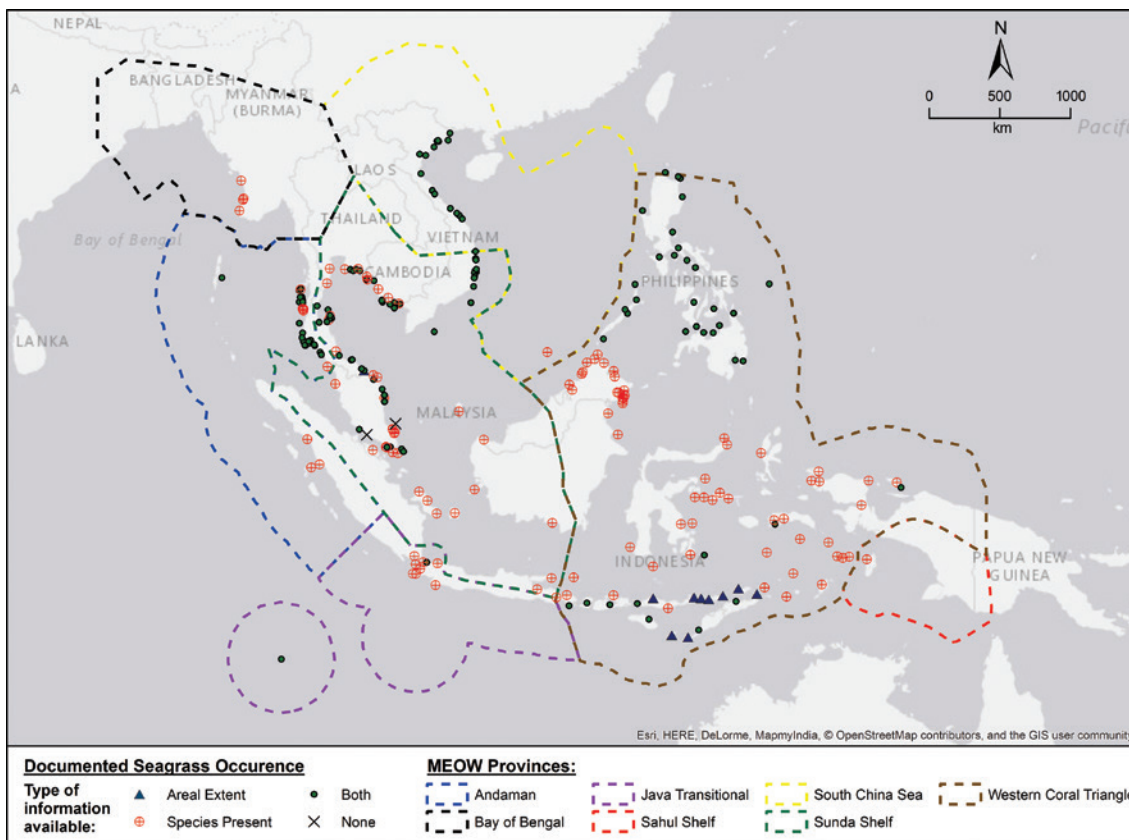 NEPAL
BANGLADESH
MYANMAR
(BURMA)
A
N
0 500 1000
km
Pacifi
LAOS
Bay of Bengal
THAILAND
VIETNAM
CAMBODIA
PHILIPPINES
LANKA
MALAYSIA
INDONESIA
PAPUA NEW
GUINEA
Esri, HERE, DeLorme, MapmyIndia, © OpenStreetMap contributors, and the GIS user community
Documented Seagrass Occurence
MEOW Provinces:
Type of
information
available:
Areal Extent
Both
Species Present
None
Andaman
Java Transitional
South China Sea
Western Coral Triangle
Bay of Bengal
Sahul Shelf
Sunda Shelf